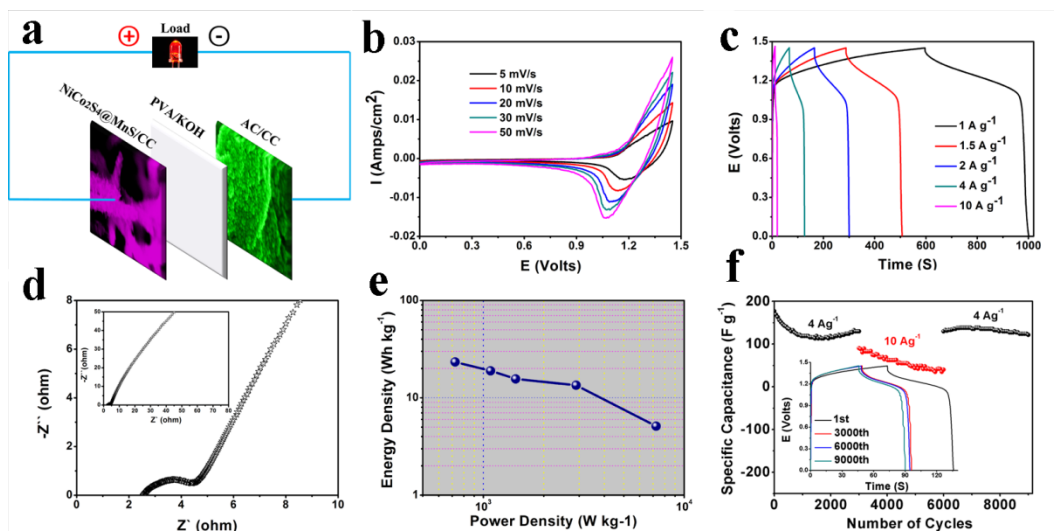 a
Load
+
-
NiCo₂S₄@MnS/CC
PVA/KOH
AC/CC
b
I (Amps/cm²)
0.03
0.02
0.01
0.00
-0.01
-0.02
5 mV/s
10 mV/s
20 mV/s
30 mV/s
50 mV/s
0.0 0.3 0.6 0.9 1.2 1.5
E (Volts)
c
E (Volts)
1.5
1.2
0.9
0.6
0.3
0.0
1 A g⁻¹
1.5 A g⁻¹
2 A g⁻¹
4 A g⁻¹
10 A g⁻¹
0 200 400 600 800 1000
Time (S)
d
-Z`` (ohm)
8
6
4
2
0
-Z`` (ohm)
50
40
30
20
10
0
0 10 20 30 40 50 60 70 80
Z` (ohm)
0 2 4 6 8 10
Z` (ohm)
e
Energy Density (Wh kg⁻¹)
100
10
1
10³ 10⁴
Power Density (W kg-1)
f
Specific Capacitance (F g⁻¹)
200
100
0
-100
-200
4 Ag⁻¹
10 Ag⁻¹
4 Ag⁻¹
E (Volts)
1.5
1.2
0.9
0.6
0.3
0.0
1st
3000th
6000th
9000th
0 30 60 90 120
Time (S)
0 2000 4000 6000 8000
Number of Cycles